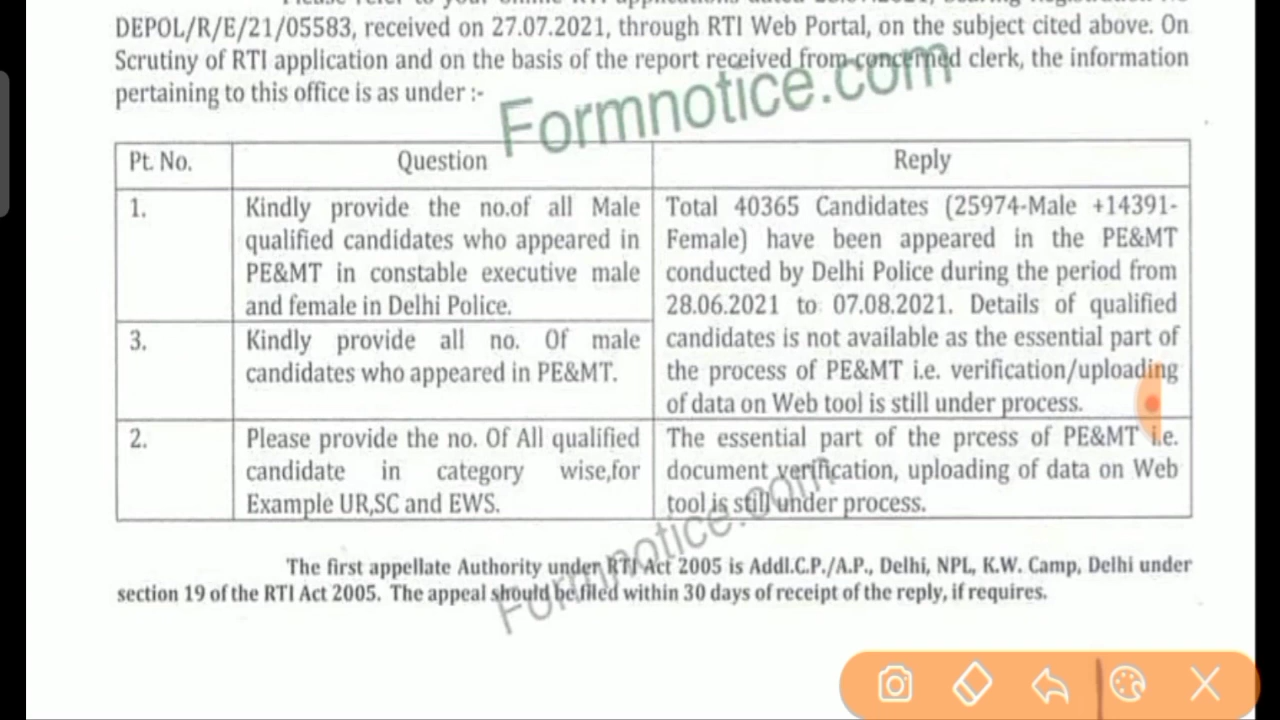 DEPOL/R/E/21/05583, received on 27.07.2021, through RTI Web Portal, on the subject cited above. On
Scrutiny of RTI application and on the basis of the report received from concerned clerk, the information
pertaining to this office is as under :-
Formnotice.com
Pt. No.
Question
Reply
1.
Kindly provide the no.of all Male
qualified candidates who appeared in
PE&MT in constable executive male
and female in Delhi Police.
Total 40365 Candidates (25974-Male +14391-
Female) have been appeared in the PE&MT
conducted by Delhi Police during the period from
28.06.2021 to 07.08.2021. Details of qualified
candidates is not available as the essential part of
the process of PE&MT i.e. verification/uploading
of data on Web tool is still under process.
3.
Kindly provide all no. Of male
candidates who appeared in PE&MT.
2.
Please provide the no. Of All qualified
candidate in category wise,for
Example UR,SC and EWS.
The essential part of the prcess of PE&MT i.e.
document verification, uploading of data on Web
tool is still under process.
Formnotice.com
The first appellate Authority under RTI Act 2005 is Addl.C.P./A.P., Delhi, NPL, K.W. Camp, Delhi under
section 19 of the RTI Act 2005. The appeal should be filed within 30 days of receipt of the reply, if requires.